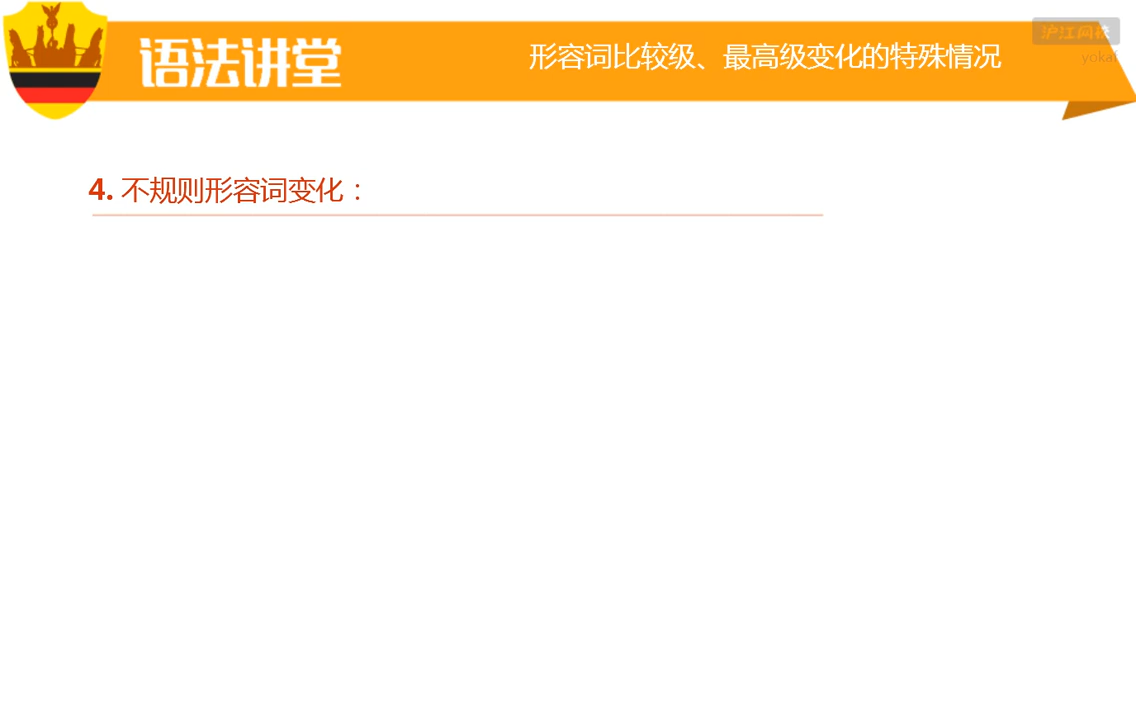 沪江网校
语法讲堂
形容词比较级、最高级变化的特殊情况
yokaf
4. 不规则形容词变化：